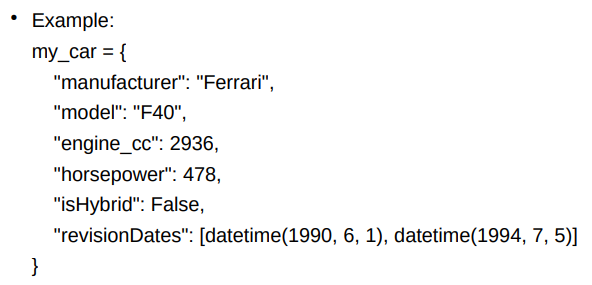 • Example:
my_car = {
"manufacturer": "Ferrari",
"model": "F40",
"engine_cc": 2936,
"horsepower": 478,
"isHybrid": False,
"revisionDates": [datetime(1990, 6, 1), datetime(1994, 7, 5)]
}